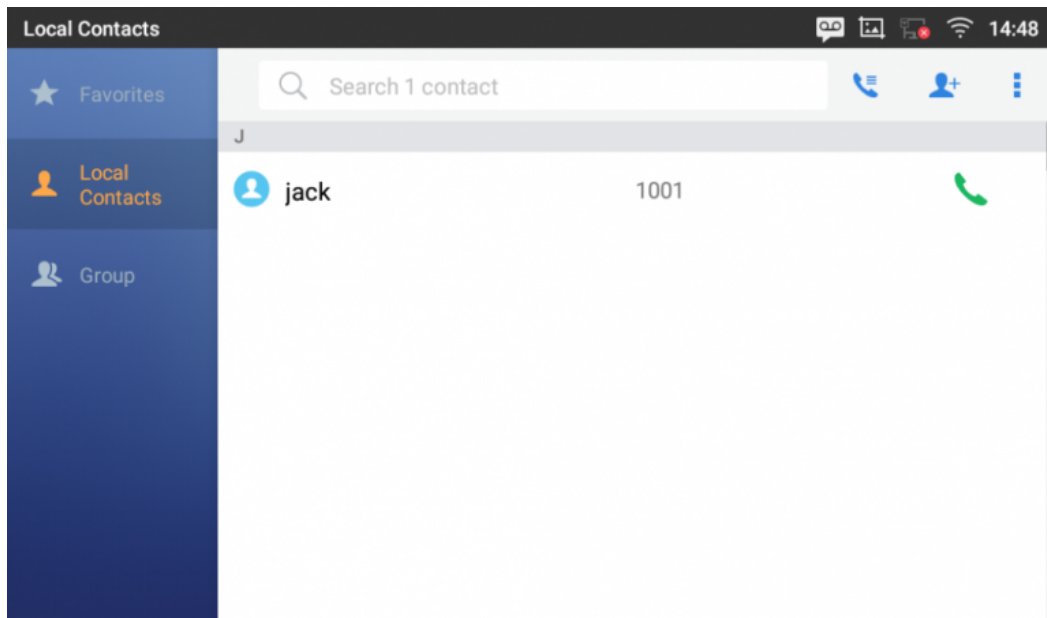 Local Contacts
14:48
Favorites
Search 1 contact
J
Local
Contacts
jack
1001
Group